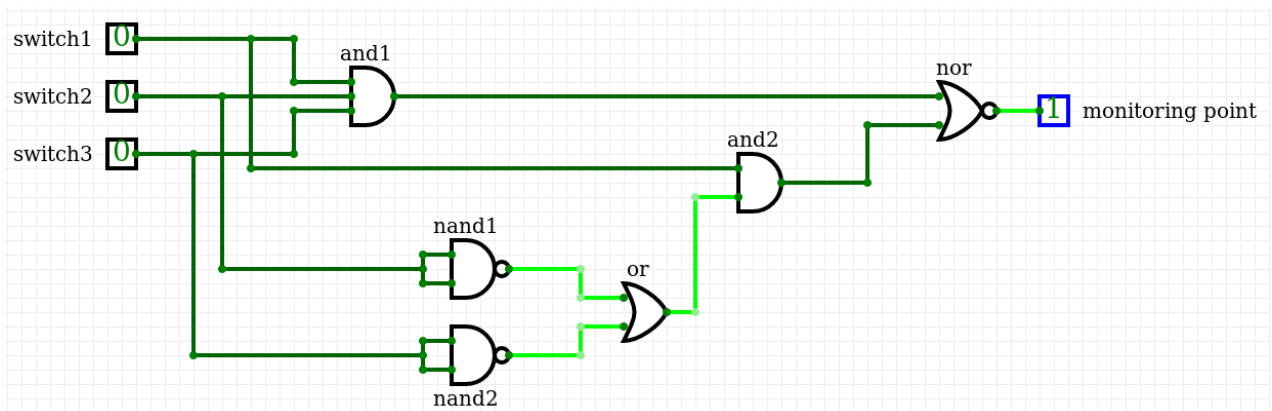 switch1 0
and1
switch2 0
nor
1 monitoring point
switch3 0
and2
nand1
or
nand2